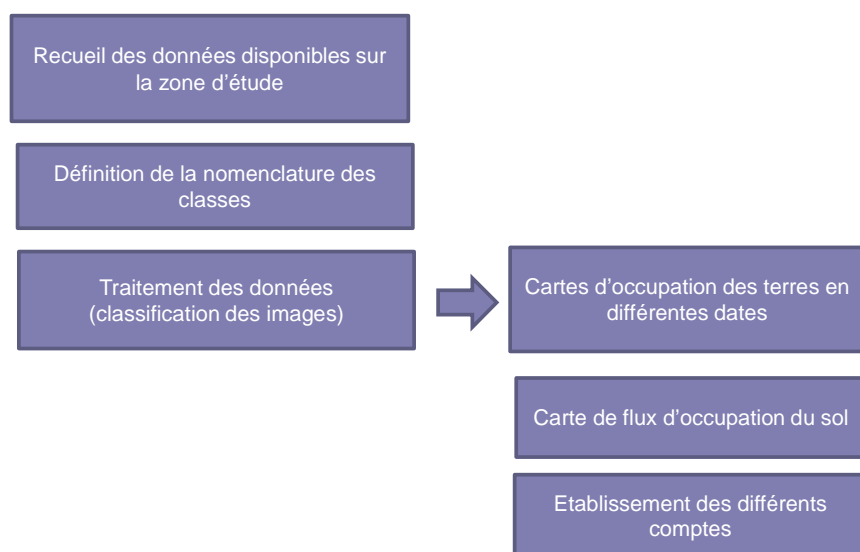 Recueil des données disponibles sur
la zone d'étude
Définition de la nomenclature des
classes
Traitement des données
(classification des images)
Cartes d'occupation des terres en
différentes dates
Carte de flux d'occupation du sol
Etablissement des différents
comptes